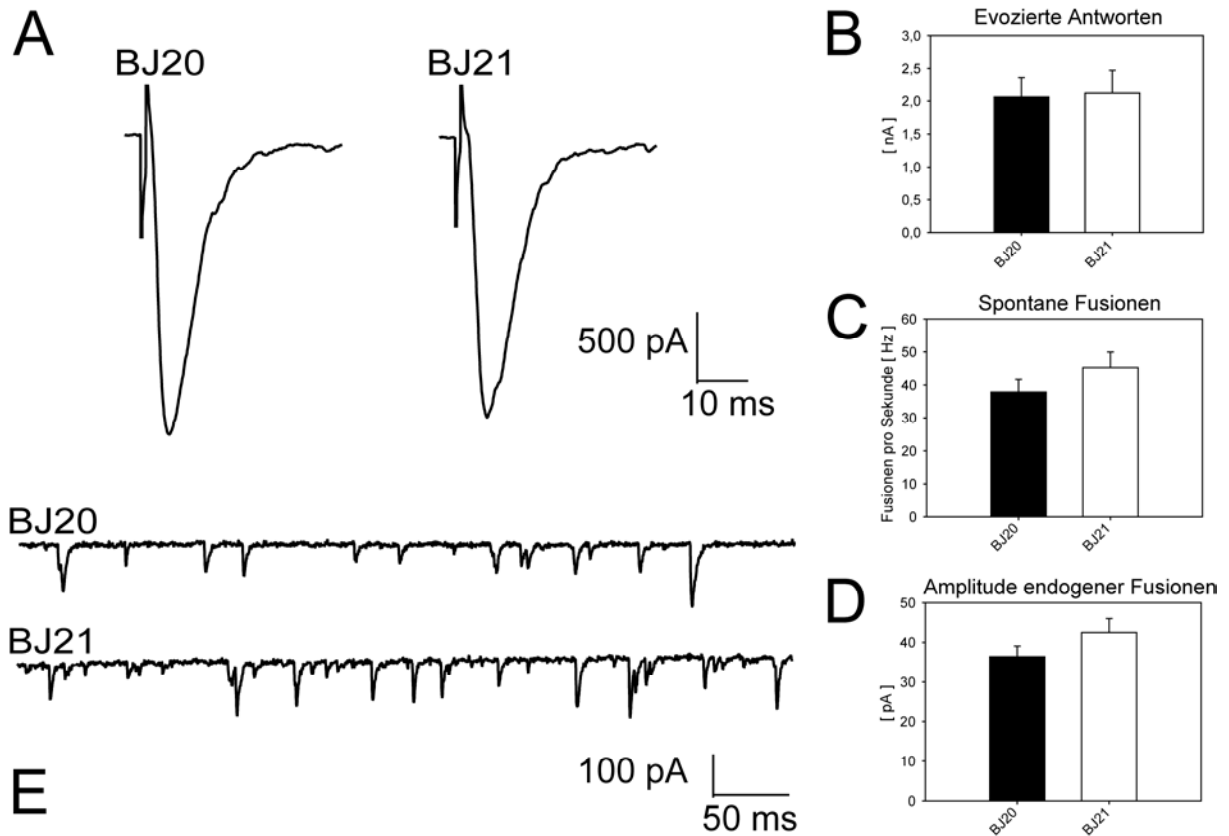 A
BJ20
BJ21
500 pA
10 ms
B
Evozierte Antworten
[ nA ]
3,0
2,5
2,0
1,5
1,0
0,5
0,0
BJ20
BJ21
C
Spontane Fusionen
Fusionen pro Sekunde [ Hz ]
60
50
40
30
20
10
0
BJ20
BJ21
D
Amplitude endogener Fusionen
[ pA ]
50
40
30
20
10
0
BJ20
BJ21
BJ20
BJ21
E
100 pA
50 ms